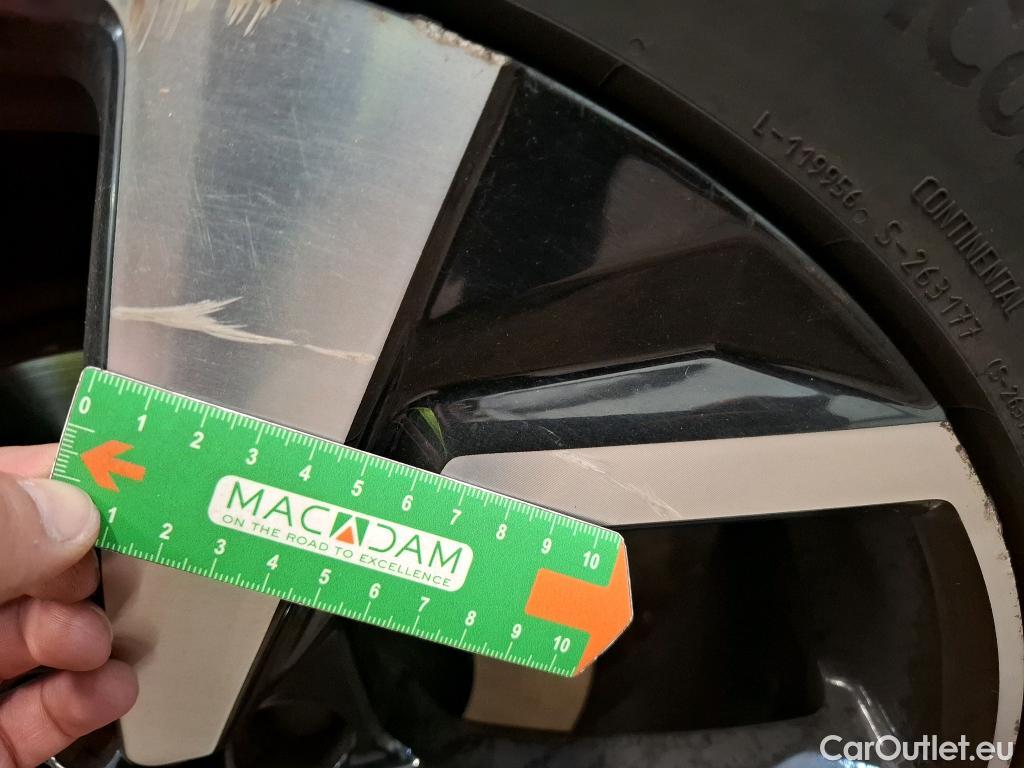 L-119956
S-263177
CONTINENTAL
0 1 2 3 4 5 6 7 8 9 10
MACADAM
ON THE ROAD TO EXCELLENCE
1 2 3 4 5 6 7 8 9 10
CarOutlet.eu